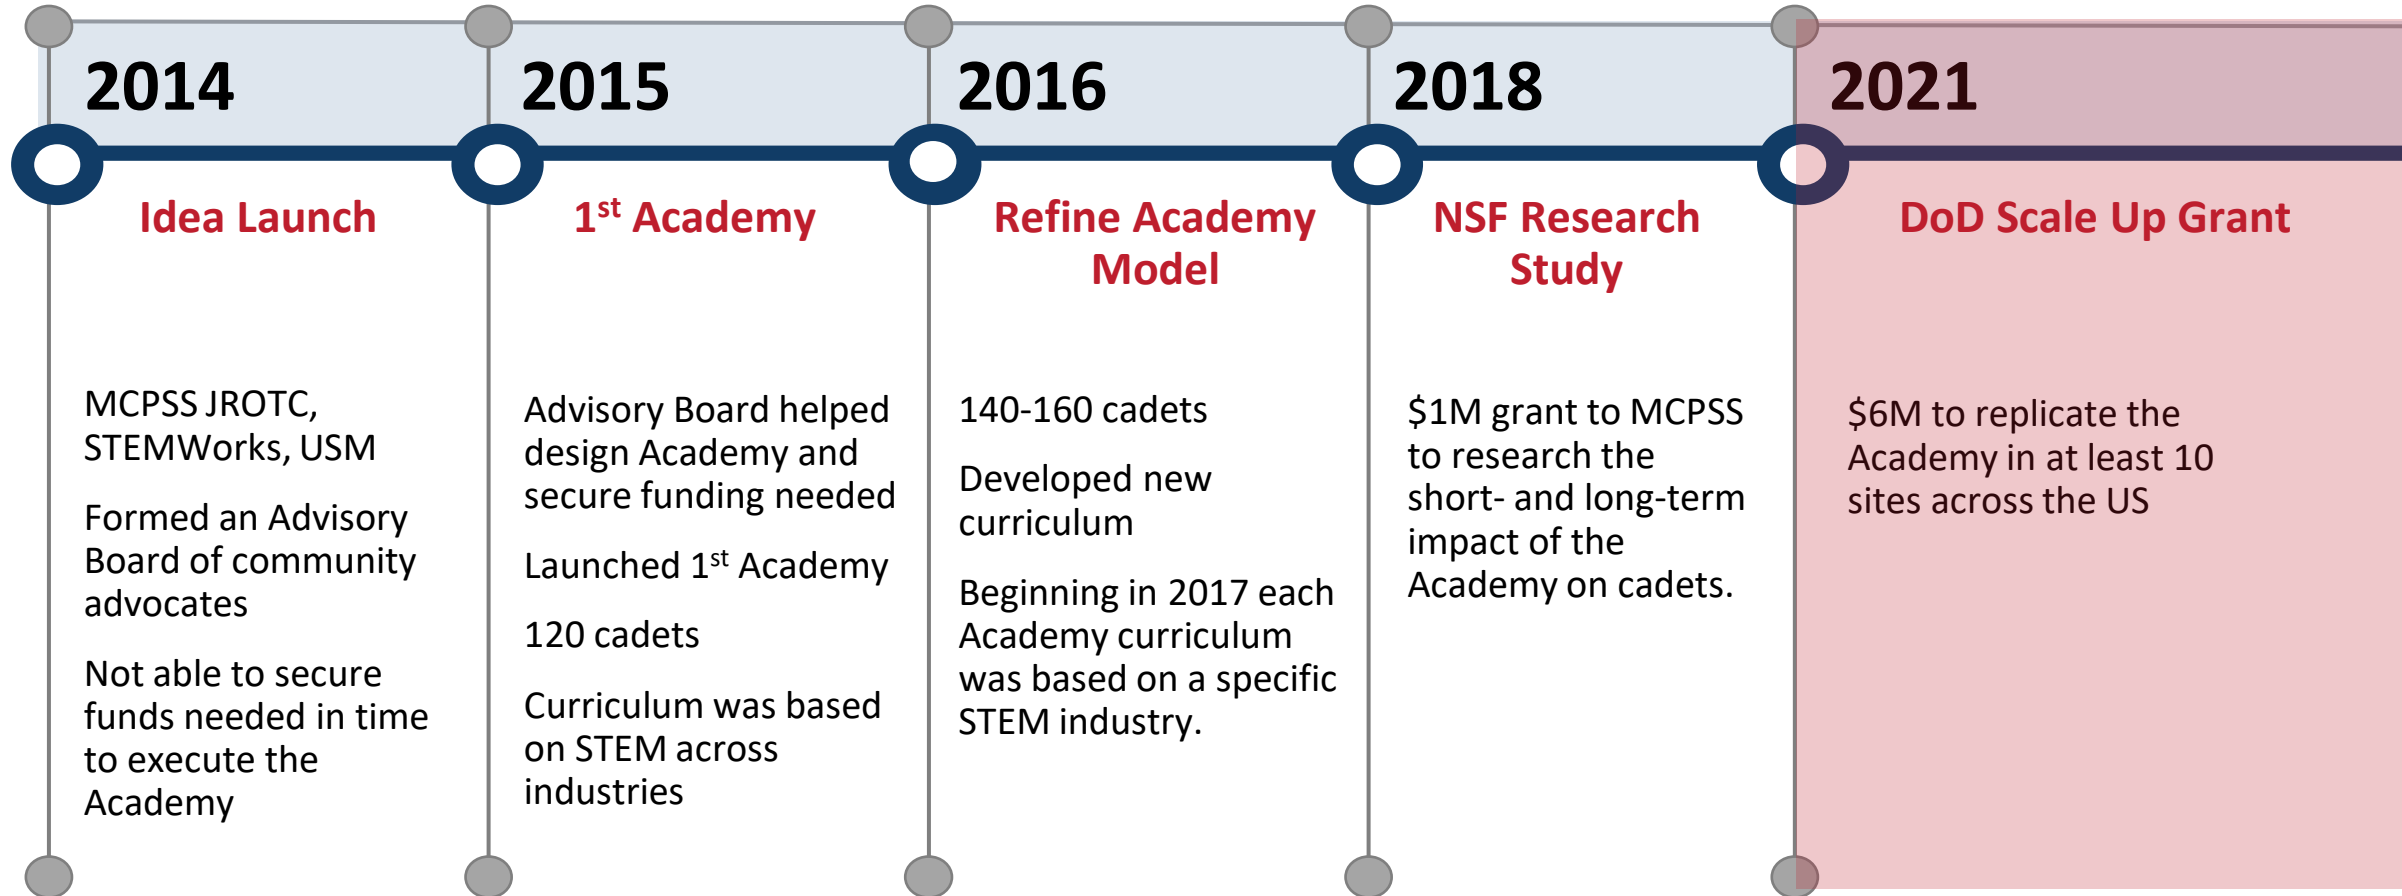 2014
Idea Launch
MCPSS JROTC,
STEMWorks, USM
Formed an Advisory
Board of community
advocates
Not able to secure
funds needed in time
to execute the
Academy
2015
1st Academy
Advisory Board helped
design Academy and
secure funding needed
Launched 1st Academy
120 cadets
Curriculum was based
on STEM across
industries
2016
Refine Academy
Model
140-160 cadets
Developed new
curriculum
Beginning in 2017 each
Academy curriculum
was based on a specific
STEM industry.
2018
NSF Research
Study
$1M grant to MCPSS
to research the
short- and long-term
impact of the
Academy on cadets.
2021
DoD Scale Up Grant
$6M to replicate the
Academy in at least 10
sites across the US